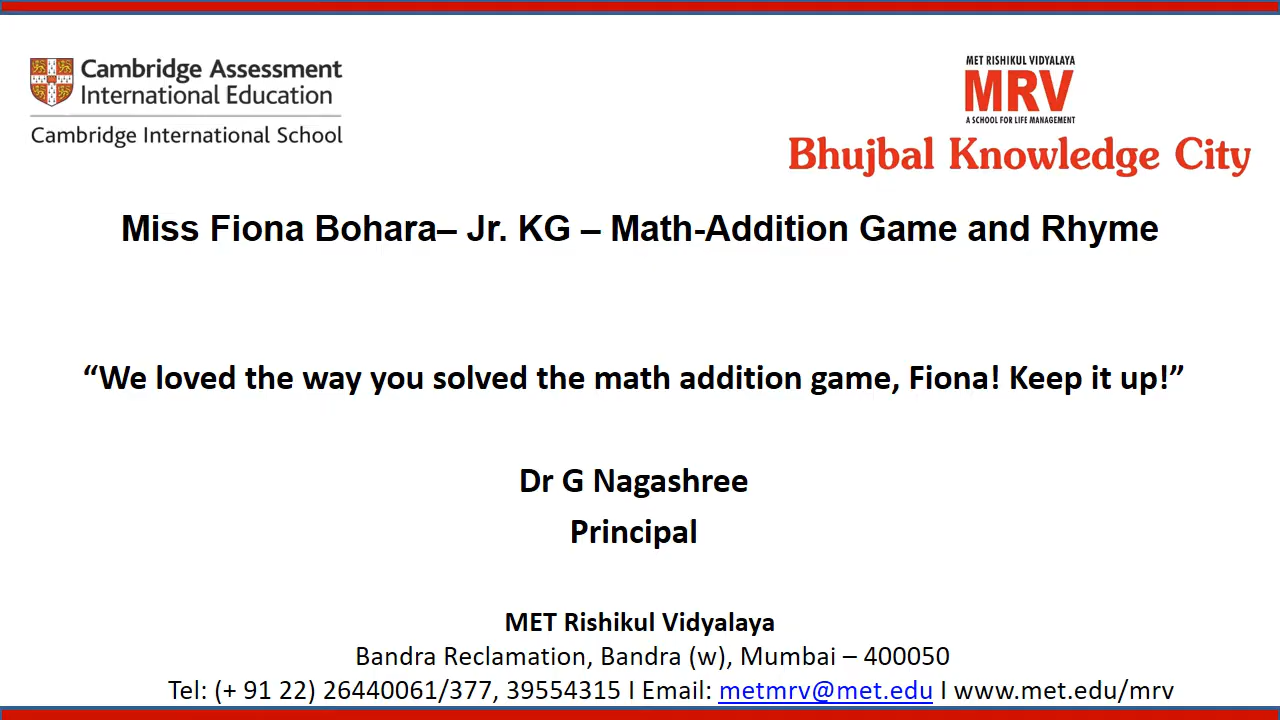 Cambridge Assessment
International Education
Cambridge International School
MET RISHIKUL VIDYALAYA
MRV
A SCHOOL FOR LIFE MANAGEMENT
Bhujbal Knowledge City
Miss Fiona Bohara– Jr. KG – Math-Addition Game and Rhyme
“We loved the way you solved the math addition game, Fiona! Keep it up!”
Dr G Nagashree
Principal
MET Rishikul Vidyalaya
Bandra Reclamation, Bandra (w), Mumbai – 400050
Tel: (+ 91 22) 26440061/377, 39554315 I Email: metmrv@met.edu I www.met.edu/mrv